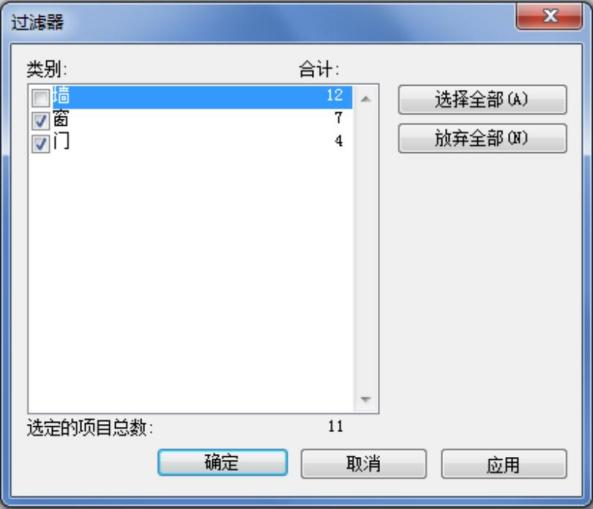 过滤器
类别: 合计:
墙 12
窗 7
门 4
选择全部(A)
放弃全部(N)
选定的项目总数: 11
确定 取消 应用